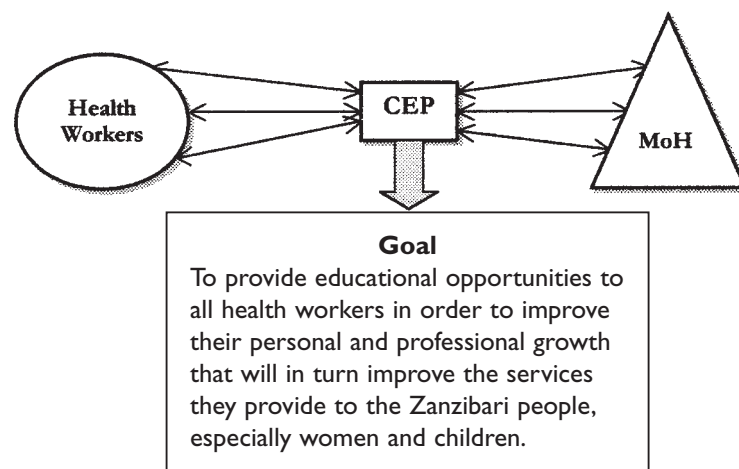 Health
Workers
CEP
MoH
Goal
To provide educational opportunities to
all health workers in order to improve
their personal and professional growth
that will in turn improve the services
they provide to the Zanzibari people,
especially women and children.